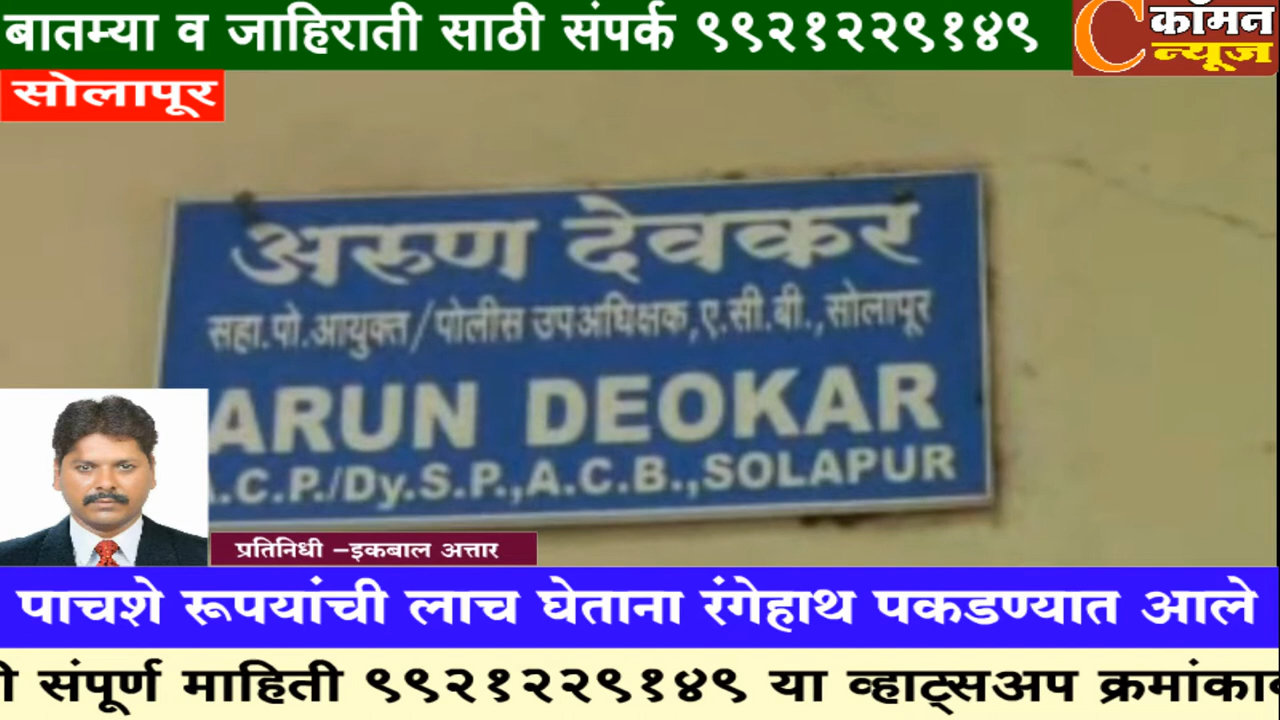 बातम्या व जाहिराती साठी संपर्क ९९२१२२९१४९
कॉमन
न्यूज
सोलापूर
अरुण देवकर
सहा.पो.आयुक्त/पोलीस उपअधिक्षक,ए.सी.बी.,सोलापूर
ARUN DEOKAR
.C.P./Dy.S.P.,A.C.B.,SOLAPUR
प्रतिनिधी –इकबाल अत्तार
पाचशे रूपयांची लाच घेताना रंगेहाथ पकडण्यात आले
संपूर्ण माहिती ९९२१२२९१४९ या व्हाट्सअप